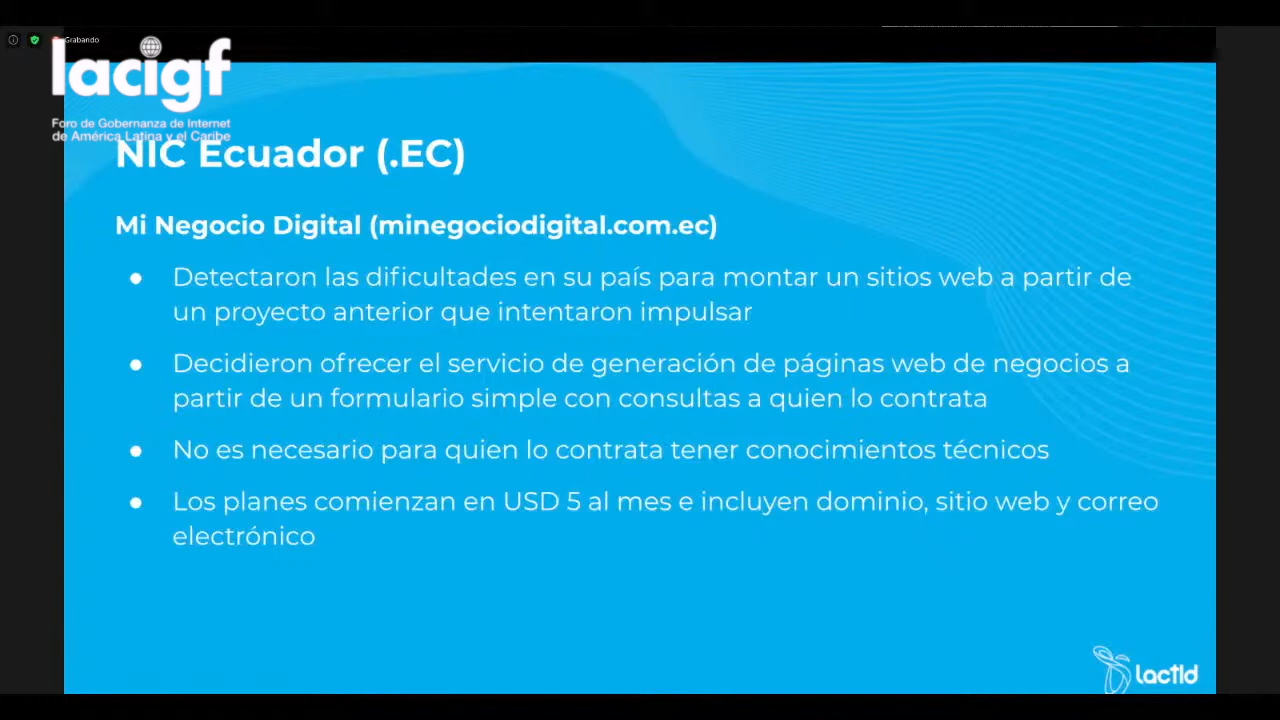 Grabando
lacigf
Foro de Gobernanza de Internet
de América Latina y el Caribe
NIC Ecuador (.EC)
Mi Negocio Digital (minegociodigital.com.ec)
● Detectaron las dificultades en su país para montar un sitios web a partir de
un proyecto anterior que intentaron impulsar
● Decidieron ofrecer el servicio de generación de páginas web de negocios a
partir de un formulario simple con consultas a quien lo contrata
● No es necesario para quien lo contrata tener conocimientos técnicos
● Los planes comienzan en USD 5 al mes e incluyen dominio, sitio web y correo
electrónico
lactld